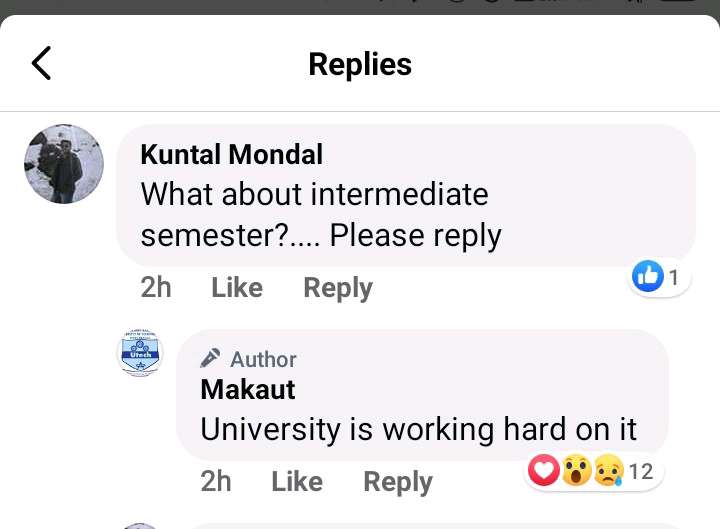 Replies
Kuntal Mondal
What about intermediate
semester?.... Please reply
2h Like Reply
1
Utech
Author
Makaut
University is working hard on it
2h Like Reply
12